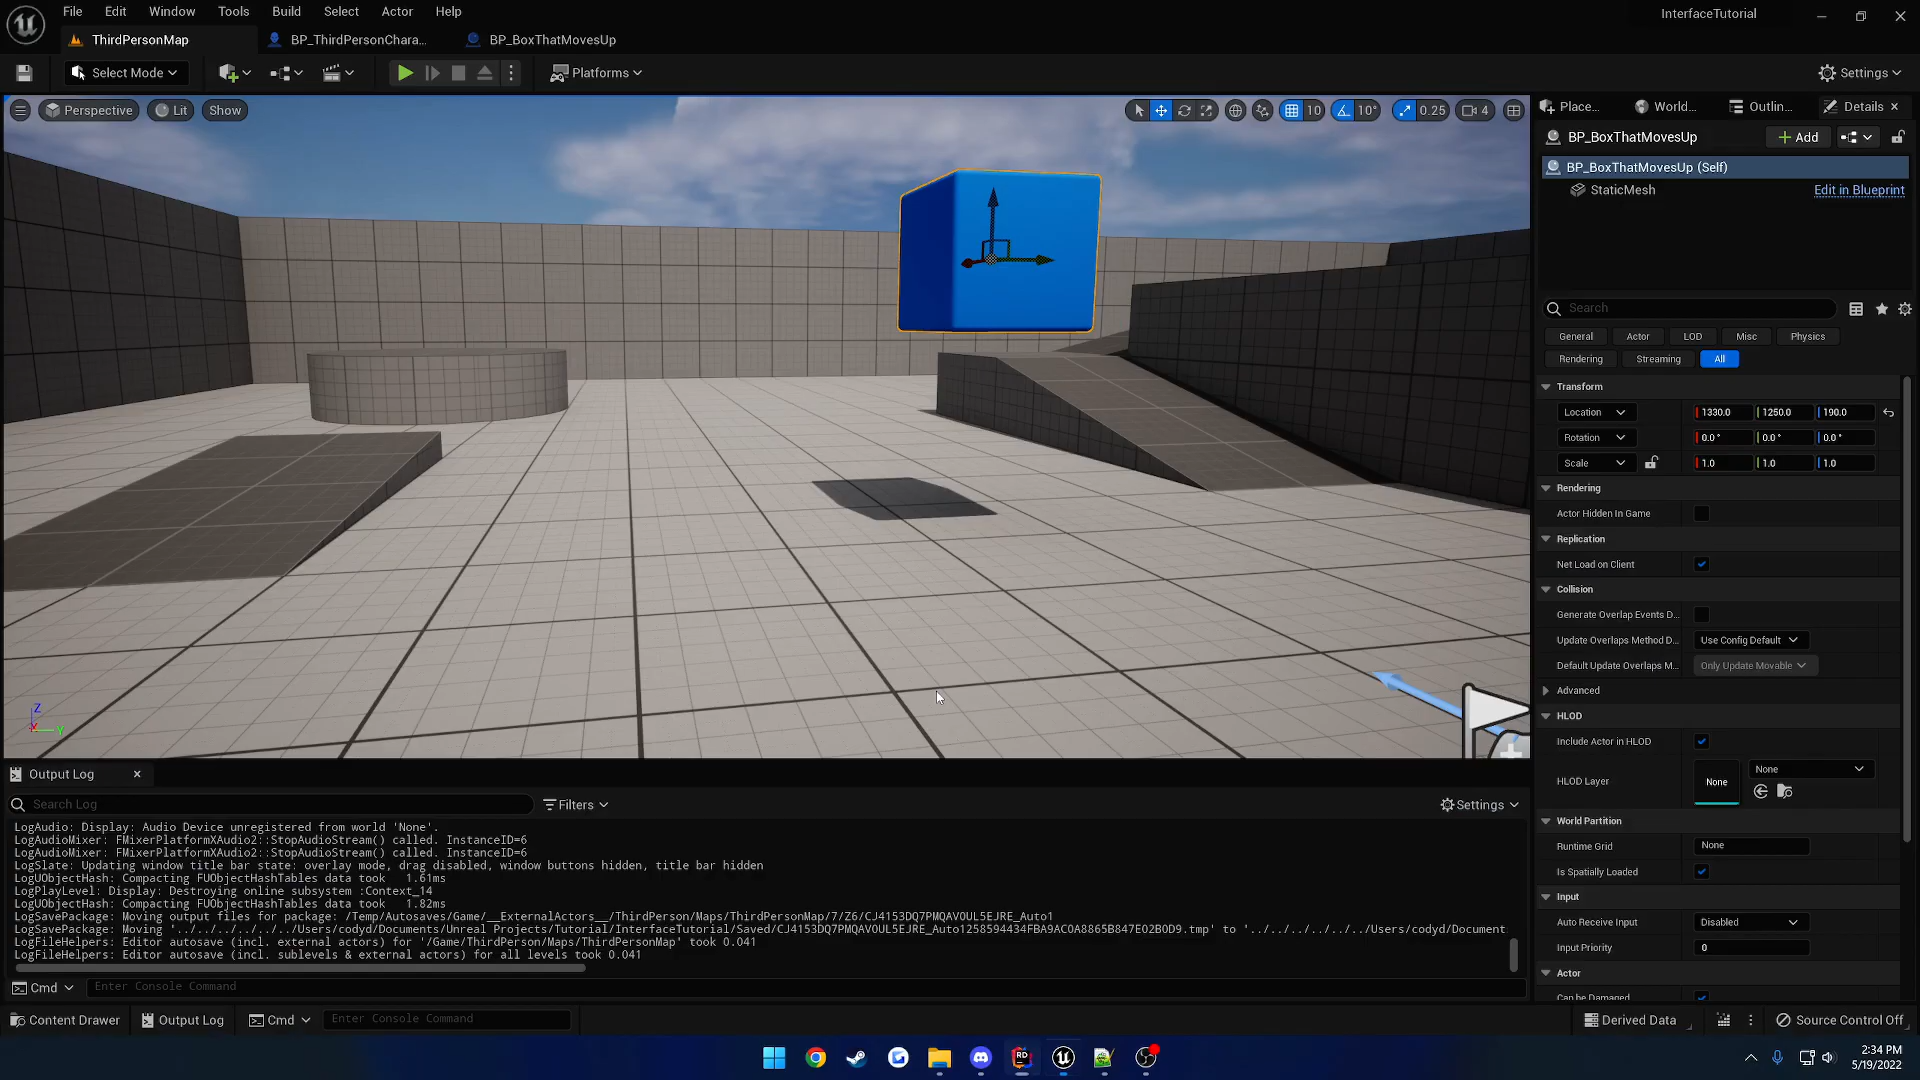 File Edit Window Tools Build Select Actor Help
InterfaceTutorial
ThirdPersonMap
BP_ThirdPersonChara...
BP_BoxThatMovesUp
Select Mode
Platforms
Settings
Perspective
Lit
Show
10
10°
0.25
4
Place...
World...
Outlin...
Details
BP_BoxThatMovesUp
Add
BP_BoxThatMovesUp (Self)
StaticMesh
Edit in Blueprint
Search
General
Actor
LOD
Misc
Physics
Rendering
Streaming
All
Transform
Location
1330.0
1250.0
190.0
Rotation
0.0 °
0.0 °
0.0 °
Scale
1.0
1.0
1.0
Rendering
Actor Hidden In Game
Replication
Net Load on Client
Collision
Generate Overlap Events D...
Update Overlaps Method D...
Use Config Default
Default Update Overlaps M...
Only Update Movable
Advanced
HLOD
Include Actor in HLOD
HLOD Layer
None
None
World Partition
Runtime Grid
None
Is Spatially Loaded
Input
Auto Receive Input
Disabled
Input Priority
0
Actor
Can be Damaged
Z
Y
Output Log
Search Log
Filters
Settings
LogAudio: Display: Audio Device unregistered from world 'None'.
LogAudioMixer: FMixerPlatformXAudio2::StopAudioStream() called. InstanceID=6
LogAudioMixer: FMixerPlatformXAudio2::StopAudioStream() called. InstanceID=6
LogSlate: Updating window title bar state: overlay mode, drag disabled, window buttons hidden, title bar hidden
LogUObjectHash: Compacting FUObjectHashTables data took   1.61ms
LogPlayLevel: Display: Destroying online subsystem :Context_14
LogUObjectHash: Compacting FUObjectHashTables data took   1.82ms
LogSavePackage: Moving output files for package: /Temp/Autosaves/Game/__ExternalActors__/ThirdPerson/Maps/ThirdPersonMap/7/Z6/CJ4153DQ7PMQAVOUL5EJRE_Auto1
LogSavePackage: Moving '../../../../../../Users/codyd/Documents/Unreal Projects/Tutorial/InterfaceTutorial/Saved/CJ4153DQ7PMQAVOUL5EJRE_Auto1258594434FBA9AC0A8865B847E02B0D9.tmp' to '../../../../../../Users/codyd/Document
LogFileHelpers: Editor autosave (incl. external actors) for '/Game/ThirdPerson/Maps/ThirdPersonMap' took 0.041
LogFileHelpers: Editor autosave (incl. sublevels & external actors) for all levels took 0.041
Cmd
Enter Console Command
Content Drawer
Output Log
Cmd
Enter Console Command
Derived Data
Source Control Off
RD
2:34 PM
5/19/2022